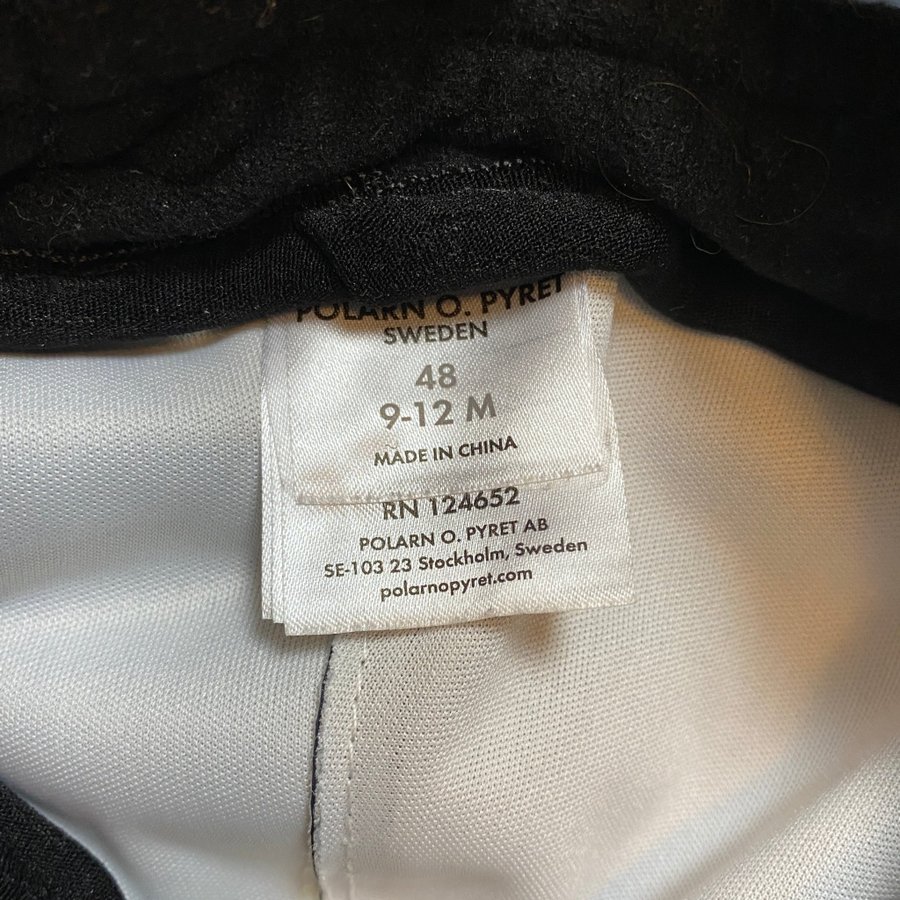 POLARN O. PYRET
SWEDEN
48
9-12 M
MADE IN CHINA
RN 124652
POLARN O. PYRET AB
SE-103 23 Stockholm, Sweden
polarnopyret.com